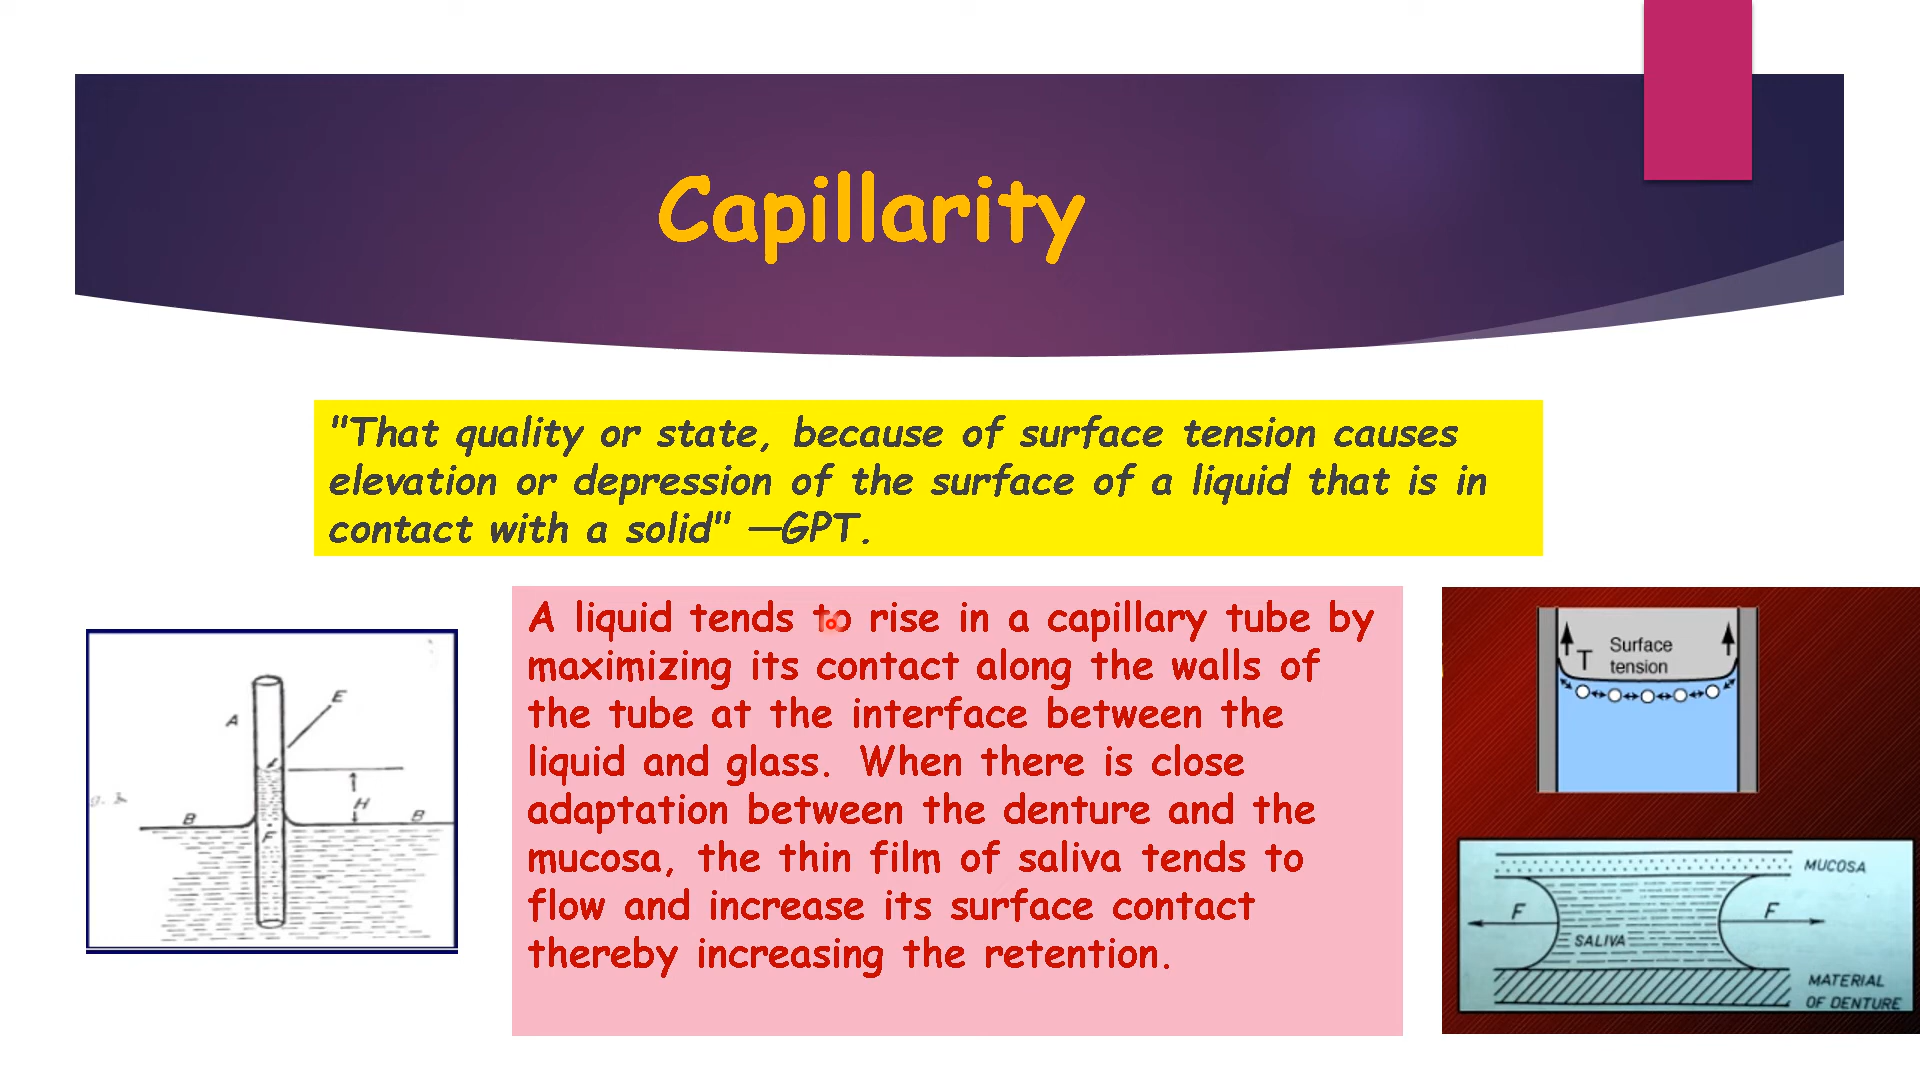 Capillarity
"That quality or state, because of surface tension causes
elevation or depression of the surface of a liquid that is in
contact with a solid" —GPT.
A liquid tends to rise in a capillary tube by
maximizing its contact along the walls of
the tube at the interface between the
liquid and glass. When there is close
adaptation between the denture and the
mucosa, the thin film of saliva tends to
flow and increase its surface contact
thereby increasing the retention.
A
E
H
B
B
F
T
Surface
tension
MUCOSA
F
F
SALIVA
MATERIAL
OF DENTURE